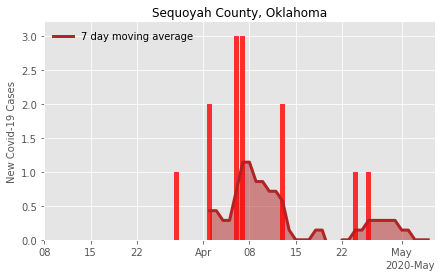 Sequoyah County, Oklahoma
7 day moving average
New Covid-19 Cases
3.0
2.5
2.0
1.5
1.0
0.5
0.0
08 15 22 Apr 08 15 22 May
2020-May